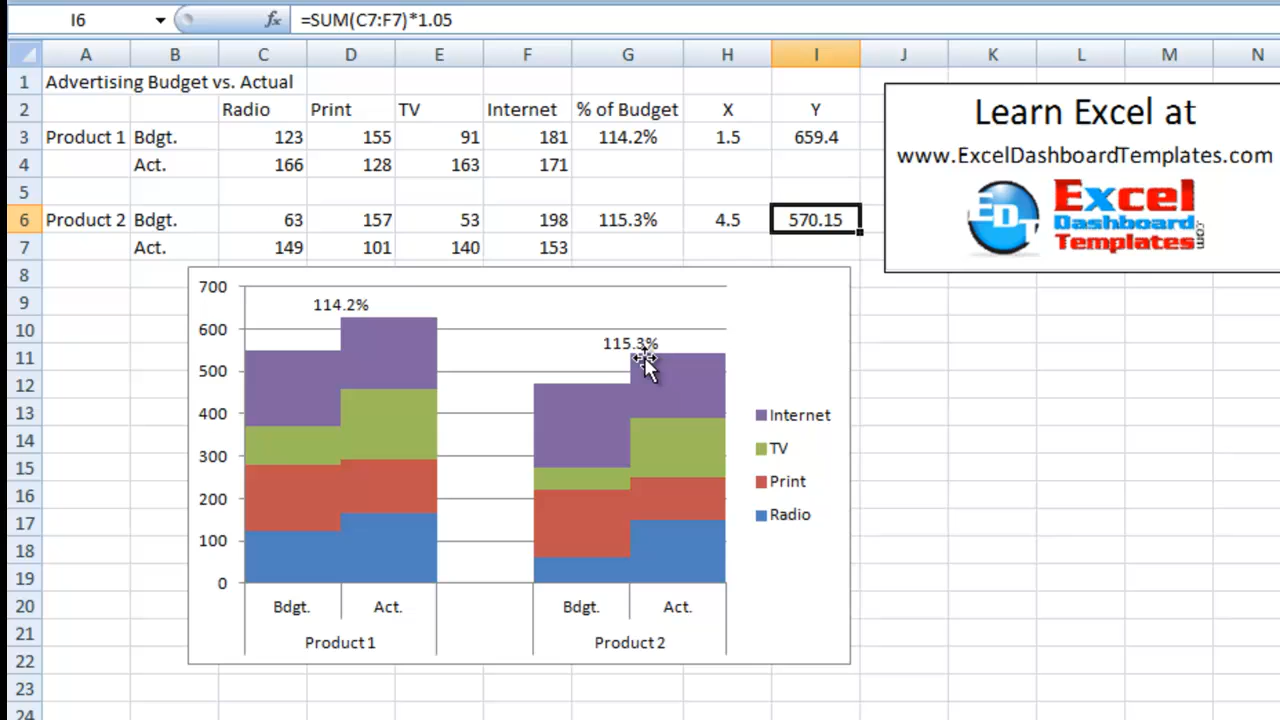 I6 fx =SUM(C7:F7)*1.05
A B C D E F G H I J K L M N
1 Advertising Budget vs. Actual
2 Radio Print TV Internet % of Budget X Y
3 Product 1 Bdgt. 123 155 91 181 114.2% 1.5 659.4
4 Act. 166 128 163 171
5
6 Product 2 Bdgt. 63 157 53 198 115.3% 4.5 570.15
7 Act. 149 101 140 153
8
9
10
11
12
13
14
15
16
17
18
19
20
21
22
23
24
Learn Excel at
www.ExcelDashboardTemplates.com
EDT
Excel
Dashboard
Templates.com
700
600
500
400
300
200
100
0
114.2%
115.3%
Internet
TV
Print
Radio
Bdgt. Act. Bdgt. Act.
Product 1 Product 2